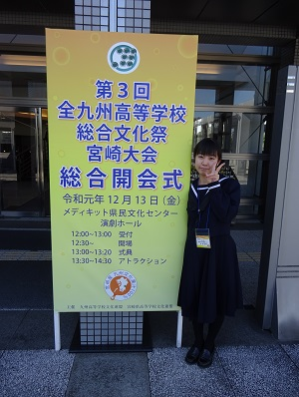 第3回
全九州高等学校
総合文化祭
宮崎大会
総合開会式
令和元年12月13日(金)
メディキット県民文化センター
演劇ホール
12:00~13:00 受付
12:30~ 開場
13:00~13:20 式典
13:30~14:30 アトラクション